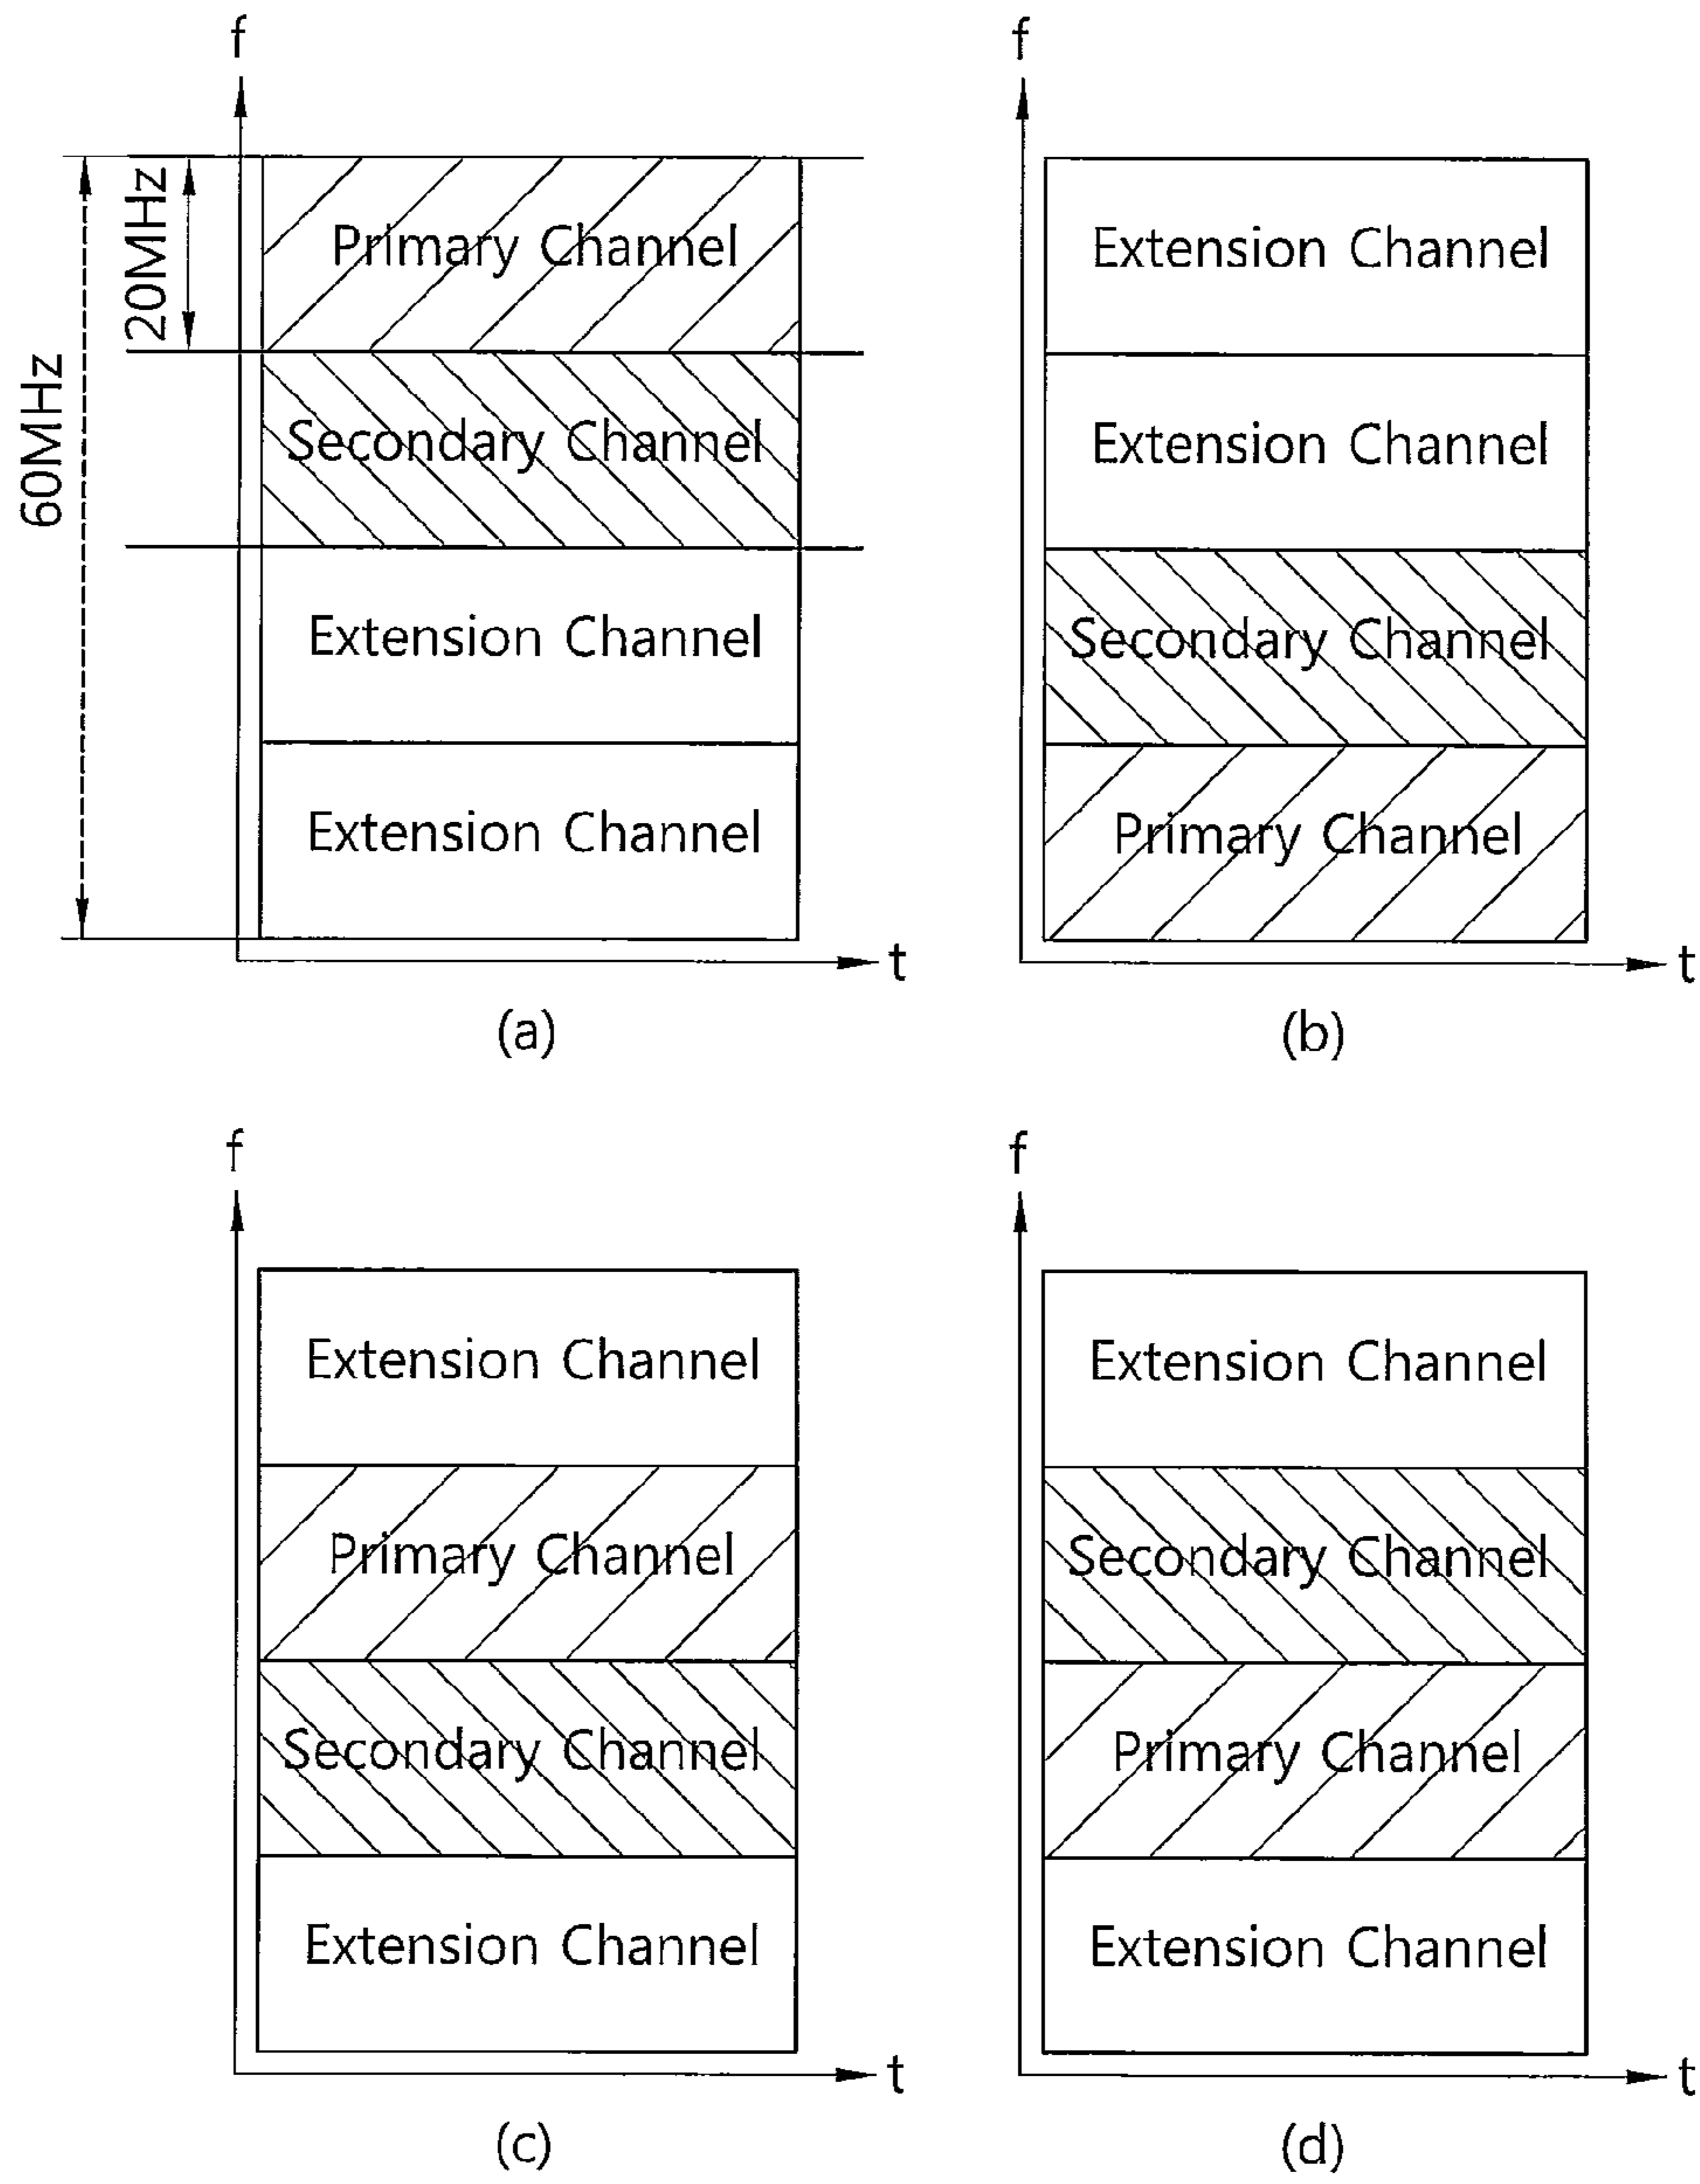 f
60MHz
20MHz
Primary Channel
Secondary Channel
Extension Channel
Extension Channel
t
(a)
f
Extension Channel
Extension Channel
Secondary Channel
Primary Channel
t
(b)
f
Extension Channel
Primary Channel
Secondary Channel
Extension Channel
t
(c)
f
Extension Channel
Secondary Channel
Primary Channel
Extension Channel
t
(d)